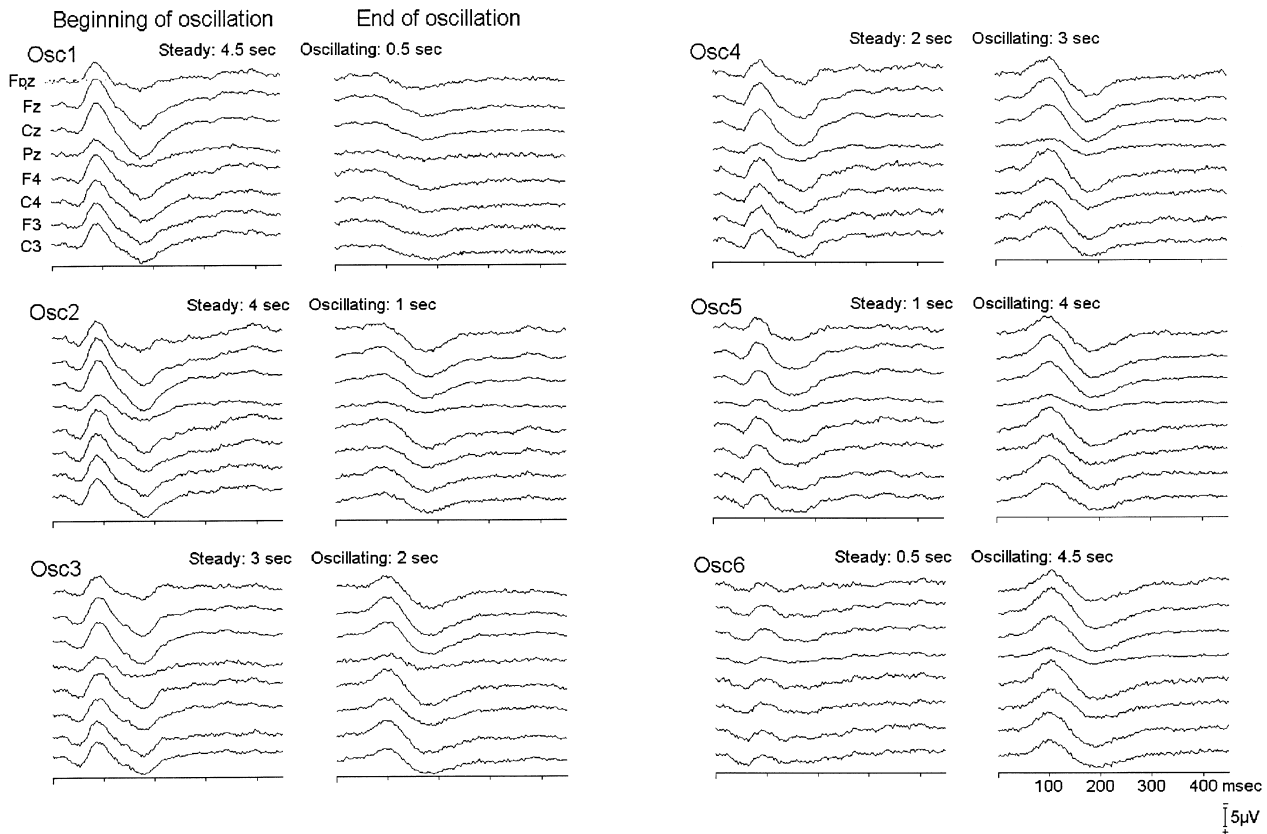 Beginning of oscillation
End of oscillation
Osc1
Steady: 4.5 sec
Oscillating: 0.5 sec
Fpz
Fz
Cz
Pz
F4
C4
F3
C3
Osc4
Steady: 2 sec
Oscillating: 3 sec
Osc2
Steady: 4 sec
Oscillating: 1 sec
Osc5
Steady: 1 sec
Oscillating: 4 sec
Osc3
Steady: 3 sec
Oscillating: 2 sec
Osc6
Steady: 0.5 sec
Oscillating: 4.5 sec
100 200 300 400 msec
- 5µV
+